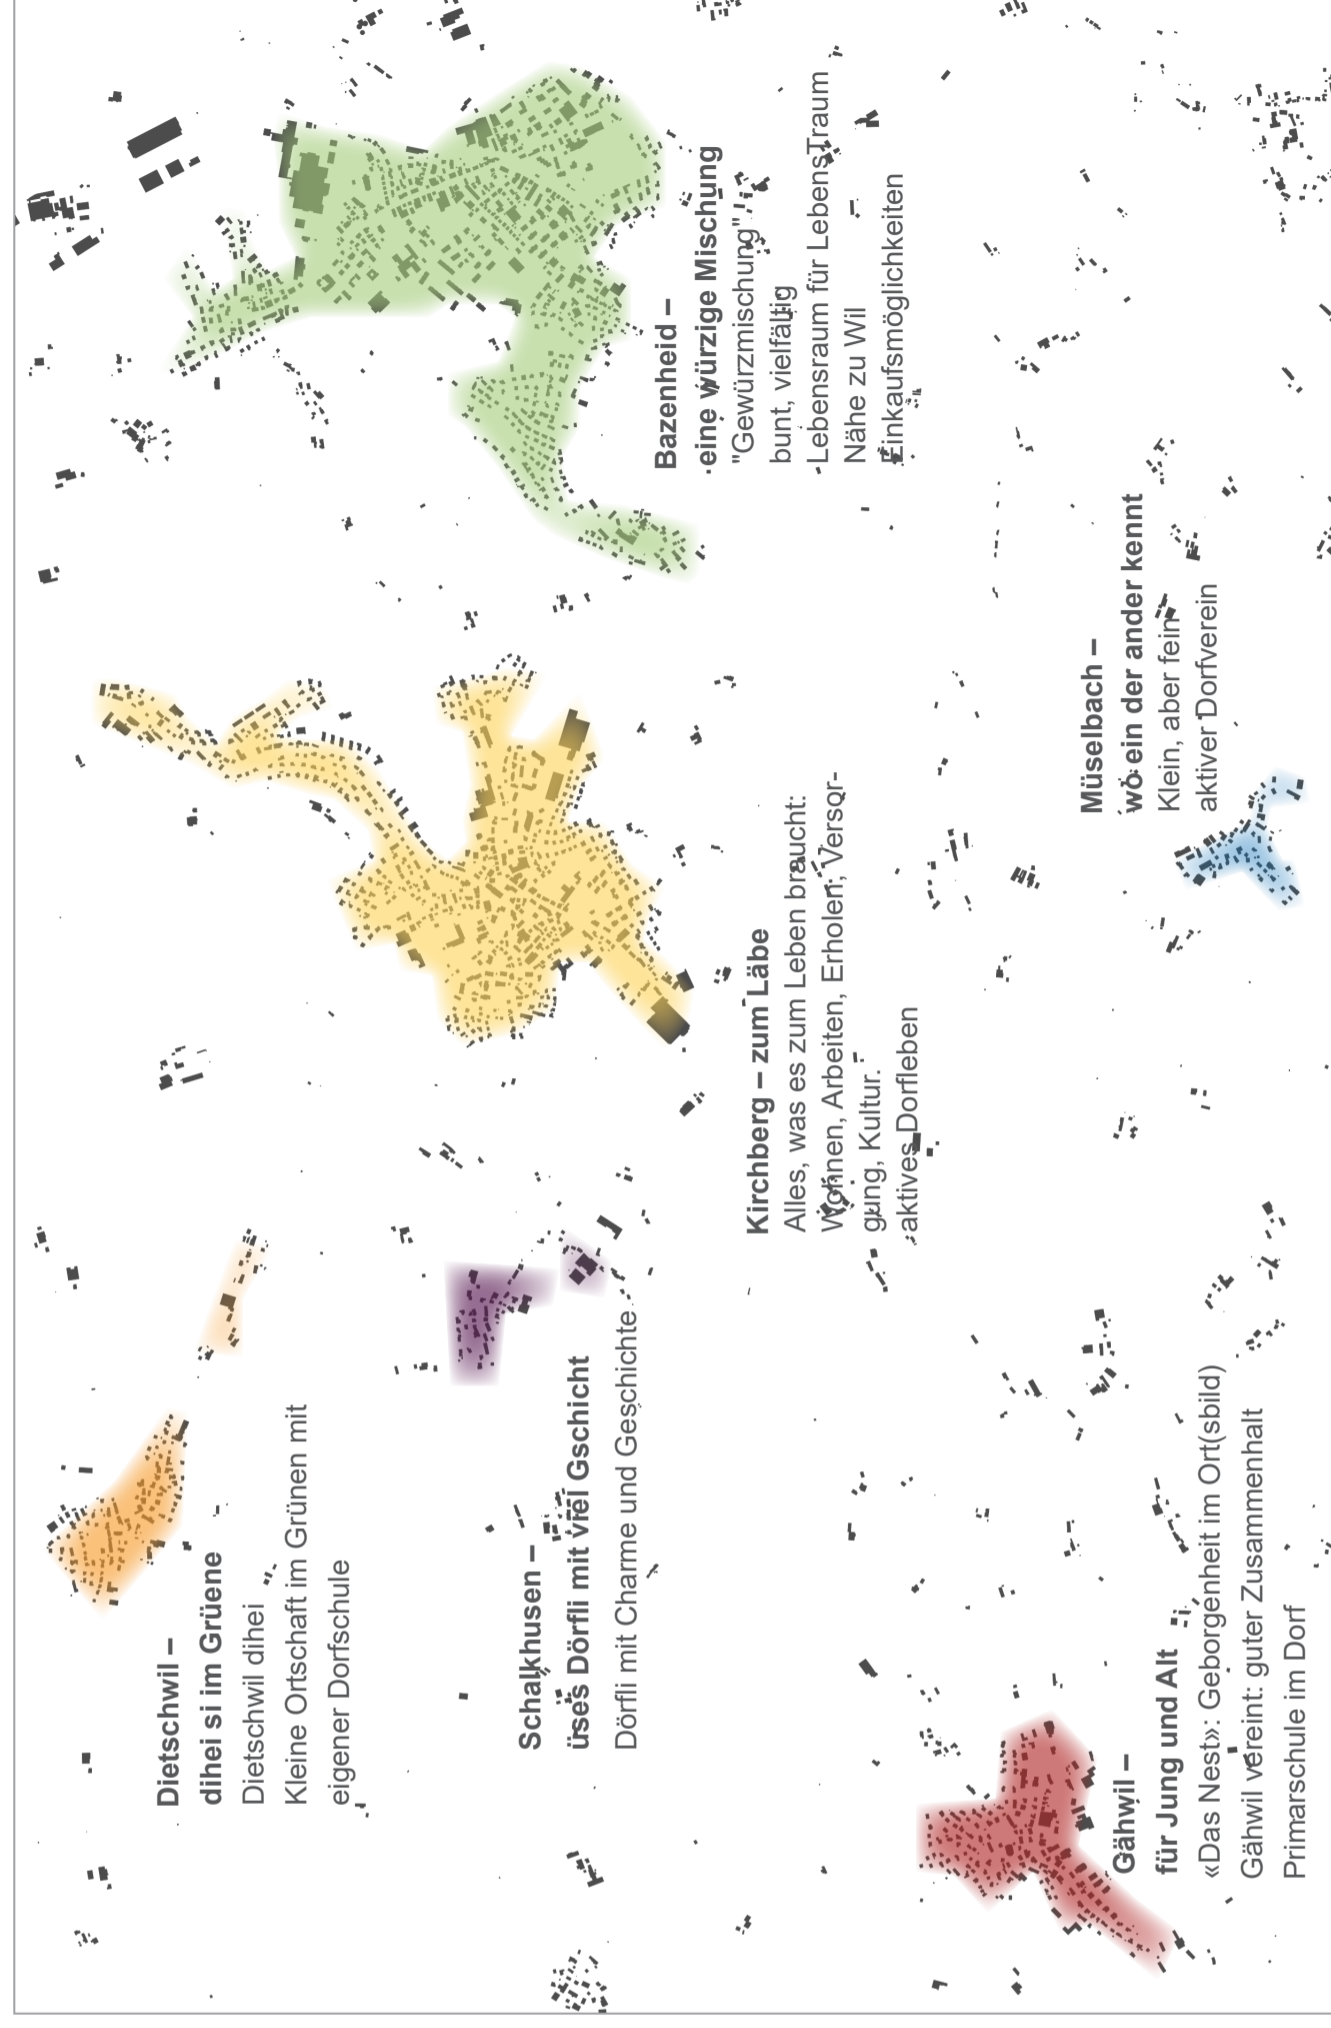 Dietschwil –
dihei si im Grüene
Dietschwil dihei
Kleine Ortschaft im Grünen mit
eigener Dorfschule
Schalkhusen –
üses Dörfli mit viel Gschicht
Dörfli mit Charme und Geschichte
Gähwil –
für Jung und Alt
«Das Nest»: Geborgenheit im Ort(sbild)
Gähwil vereint: guter Zusammenhalt
Primarschule im Dorf
Kirchberg – zum Läbe
Alles, was es zum Leben braucht:
Wohnen, Arbeiten, Erholen, Versor-
gung, Kultur.
aktives Dorfleben
Bazenheid –
eine würzige Mischung
"Gewürzmischung"
bunt, vielfältig
Lebensraum für LebensTraum
Nähe zu Wil
Einkaufsmöglichkeiten
Müselbach –
wo ein der ander kennt
Klein, aber fein
aktiver Dorfverein